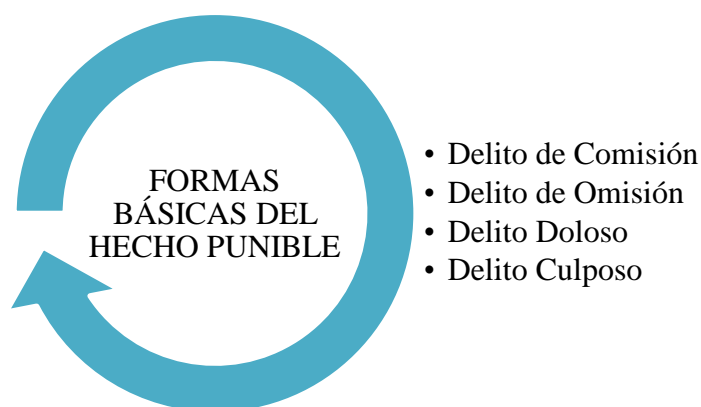 FORMAS
BÁSICAS DEL
HECHO PUNIBLE
• Delito de Comisión
• Delito de Omisión
• Delito Doloso
• Delito Culposo